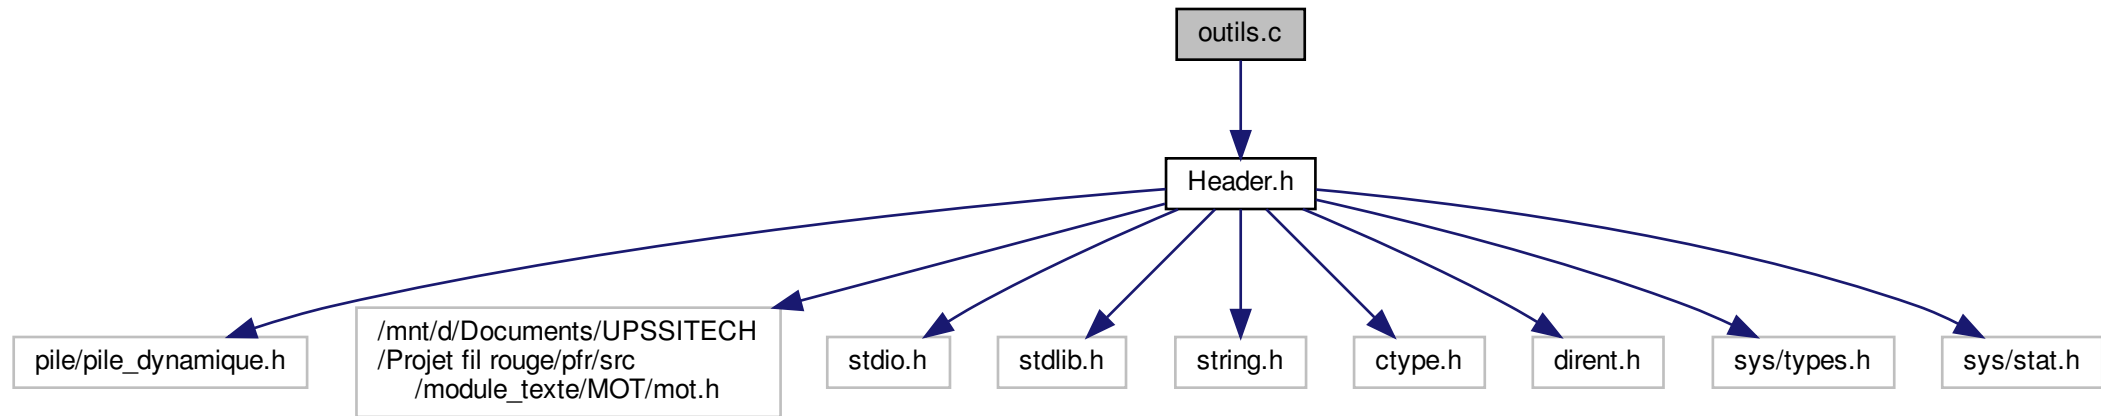 outils.c
Header.h
pile/pile_dynamique.h
/mnt/d/Documents/UPSSITECH
/Projet fil rouge/pfr/src
/module_texte/MOT/mot.h
stdio.h
stdlib.h
string.h
ctype.h
dirent.h
sys/types.h
sys/stat.h